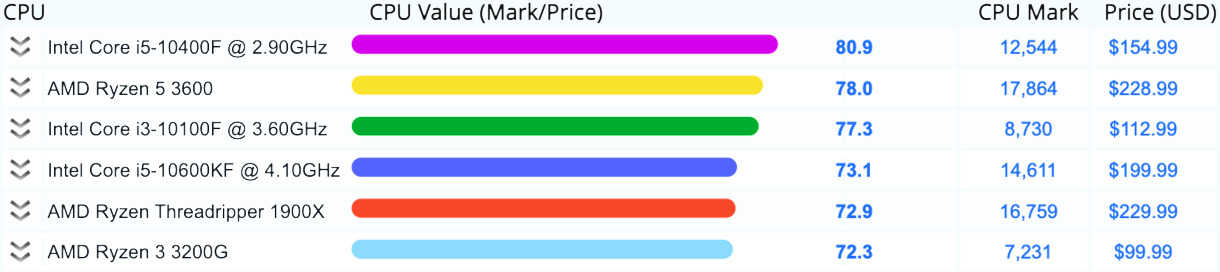 CPU CPU Value (Mark/Price) CPU Mark Price (USD)
Intel Core i5-10400F @ 2.90GHz 80.9 12,544 $154.99
AMD Ryzen 5 3600 78.0 17,864 $228.99
Intel Core i3-10100F @ 3.60GHz 77.3 8,730 $112.99
Intel Core i5-10600KF @ 4.10GHz 73.1 14,611 $199.99
AMD Ryzen Threadripper 1900X 72.9 16,759 $229.99
AMD Ryzen 3 3200G 72.3 7,231 $99.99